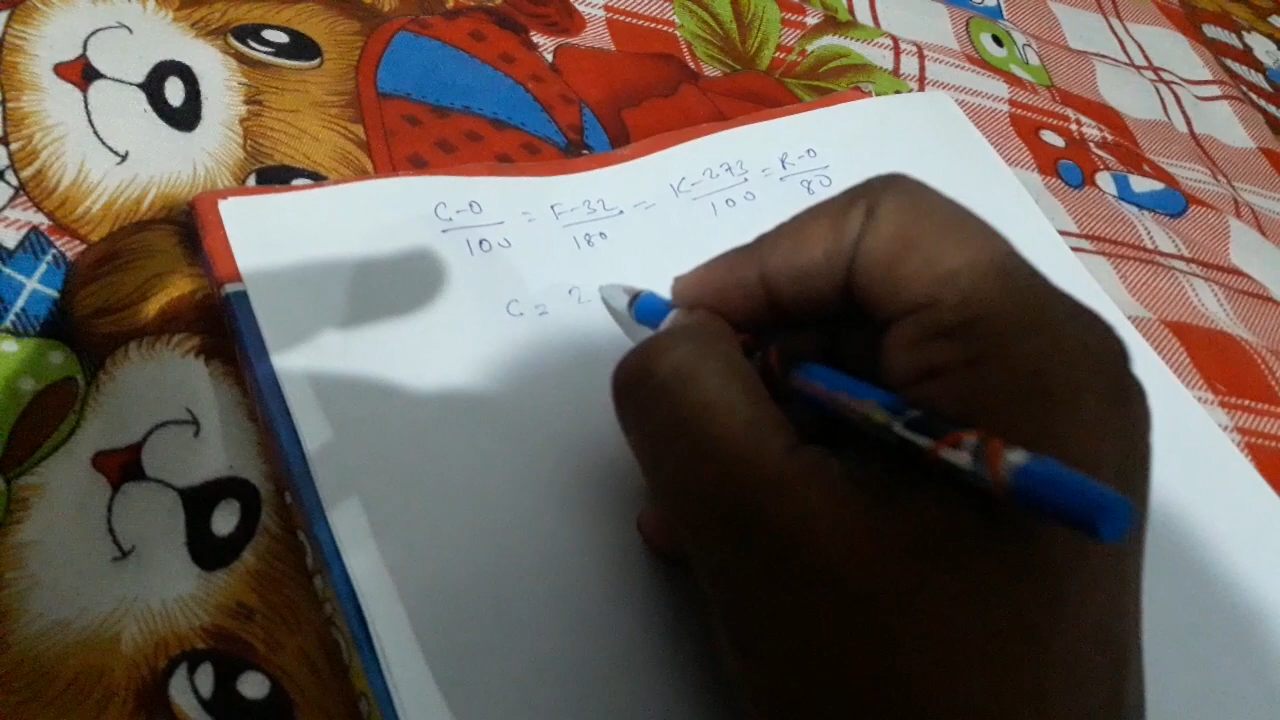 C-0/100 = F-32/180 = K-273/100 = R-0/80
C = 2